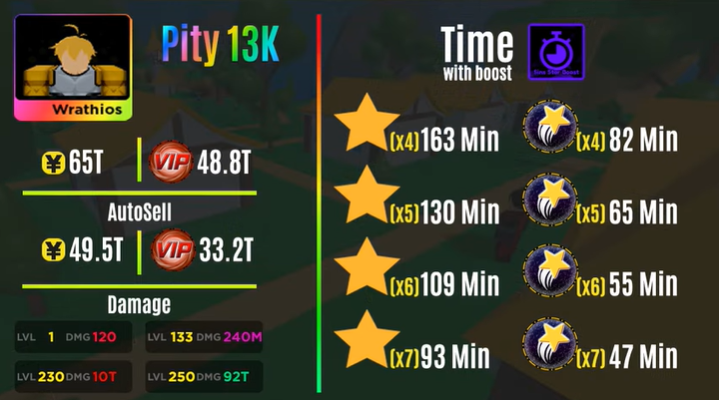 Pity 13K
Wrathios
¥ 65T VIP 48.8T
AutoSell
¥ 49.5T VIP 33.2T
Damage
LVL 1 DMG 120 LVL 133 DMG 240M
LVL 230 DMG 10T LVL 250 DMG 92T
Time
with boost
(x4) 163 Min (x4) 82 Min
(x5) 130 Min (x5) 65 Min
(x6) 109 Min (x6) 55 Min
(x7) 93 Min (x7) 47 Min